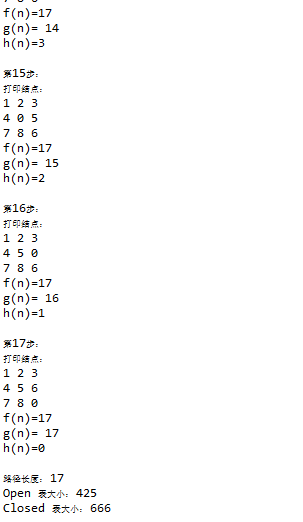 f(n)=17
g(n)= 14
h(n)=3
第15步：
打印结点：
1 2 3
4 0 5
7 8 6
f(n)=17
g(n)= 15
h(n)=2
第16步：
打印结点：
1 2 3
4 5 0
7 8 6
f(n)=17
g(n)= 16
h(n)=1
第17步：
打印结点：
1 2 3
4 5 6
7 8 0
f(n)=17
g(n)= 17
h(n)=0
路径长度：17
Open 表大小：425
Closed 表大小：666